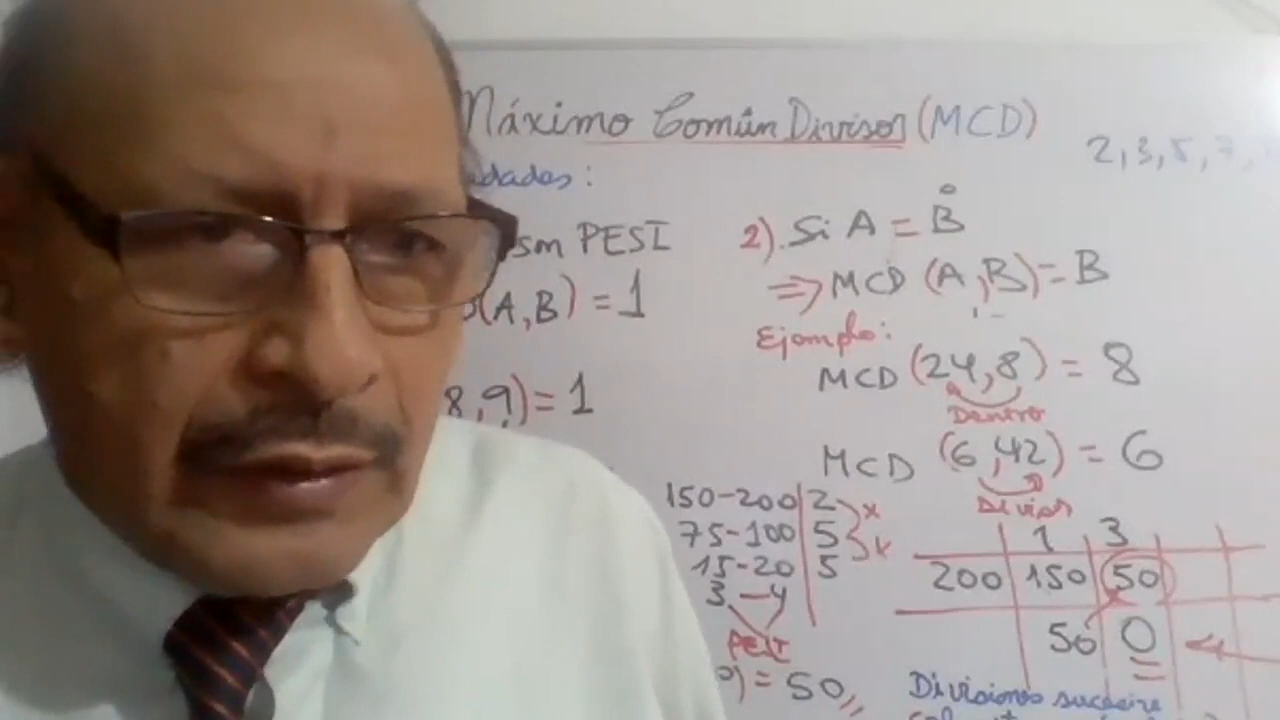 Máximo Común Divisor (MCD)
2, 3, 5, 7,
dades:
sm PESI
(A, B) = 1
8, 9) = 1
2). Si A = B̊
⇒ MCD (A, B) = B
Ejemplo:
MCD (24, 8) = 8
Dentro
MCD (6, 42) = 6
Divisor
150-200 | 2 x
75-100 | 5 x
15-20 | 5
3 - 4
PESI
) = 50,,
1 3
200 | 150 | 50
50 | 0
Divisiones